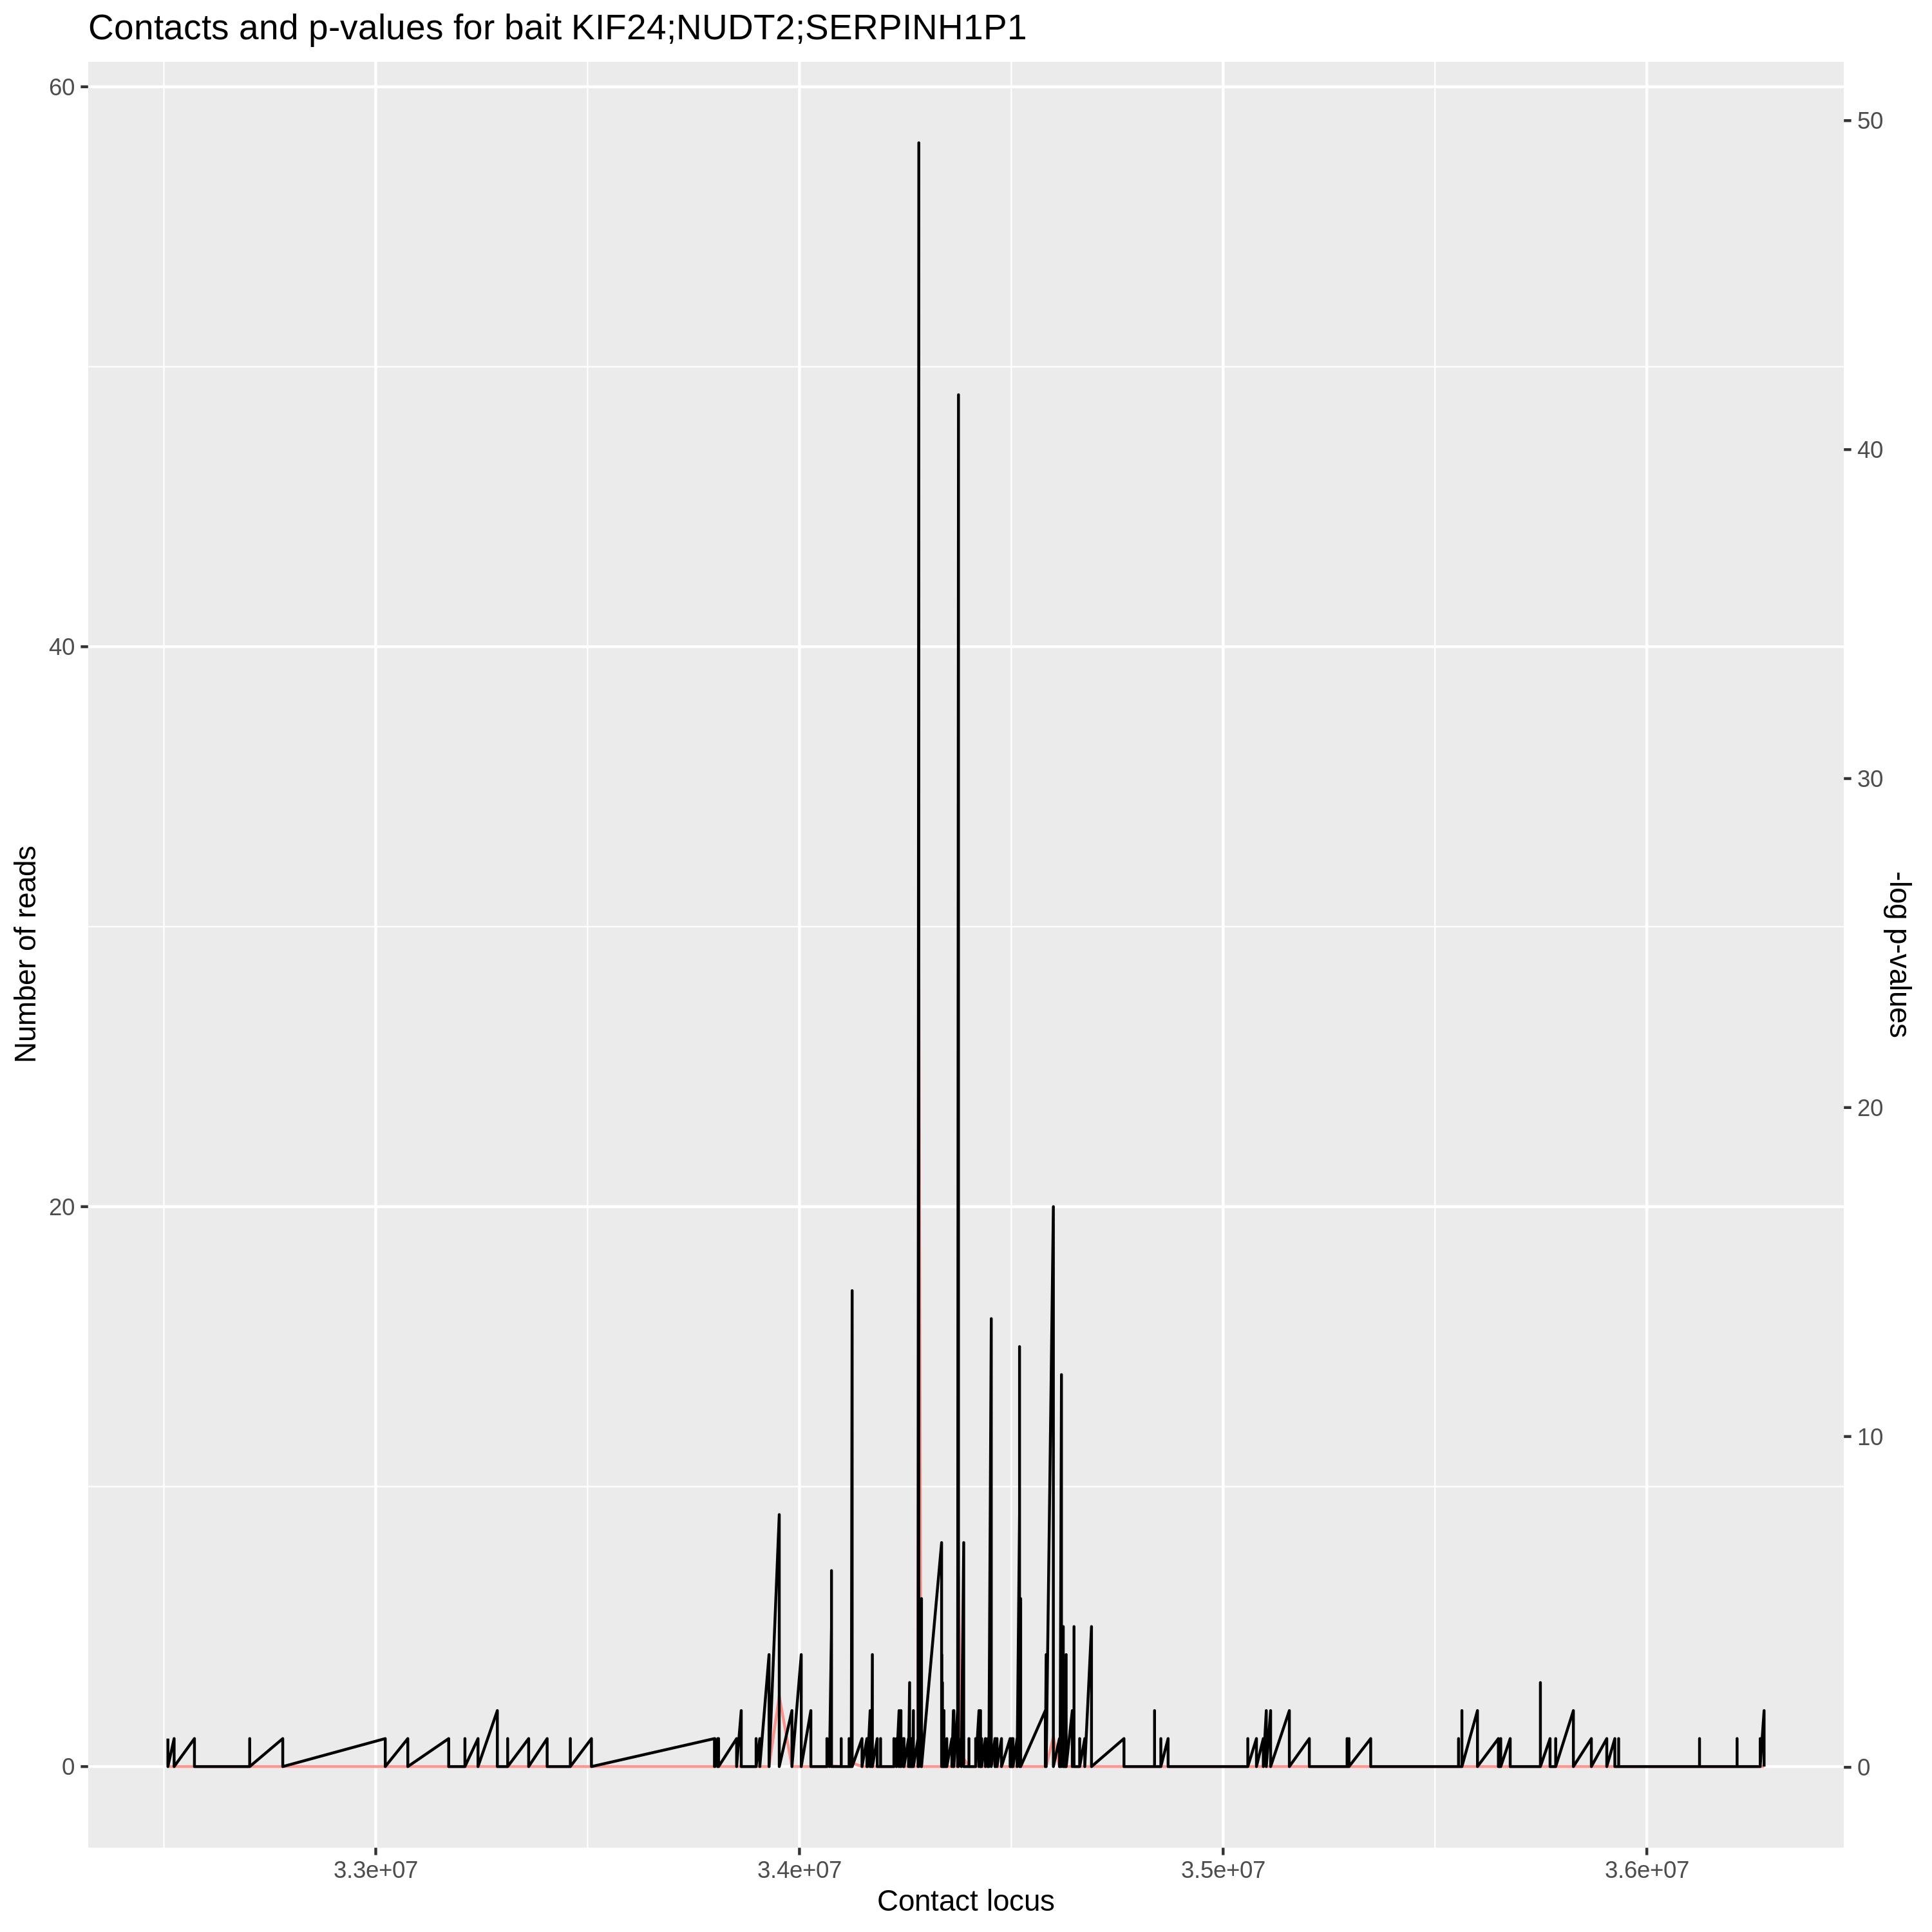 Contacts and p-values for bait KIF24;NUDT2;SERPINH1P1
60
40
20
0
Number of reads
50
40
30
20
10
0
-log p-values
3.3e+07
3.4e+07
3.5e+07
3.6e+07
Contact locus